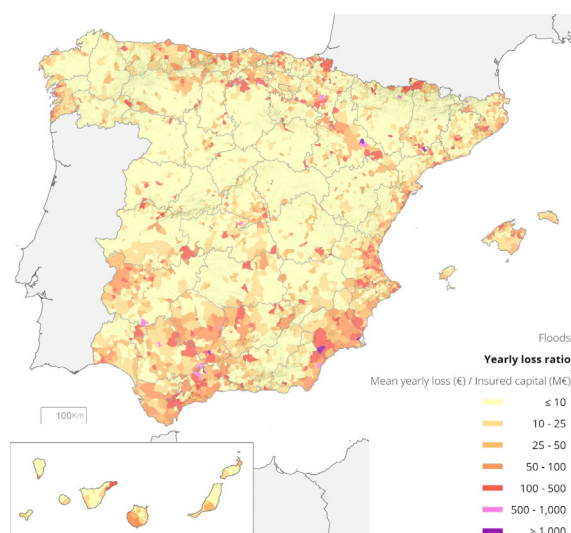 Floods
Yearly loss ratio
Mean yearly loss (€) / Insured capital (M€)
≤ 10
10 - 25
25 - 50
50 - 100
100 - 500
500 - 1,000
> 1,000
100Km